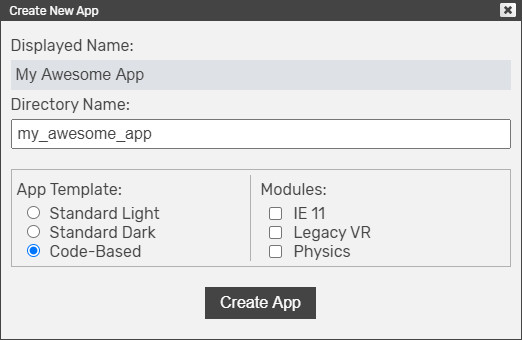 Create New App
Displayed Name:
My Awesome App
Directory Name:
my_awesome_app
App Template:
Standard Light
Standard Dark
Code-Based
Modules:
IE 11
Legacy VR
Physics
Create App